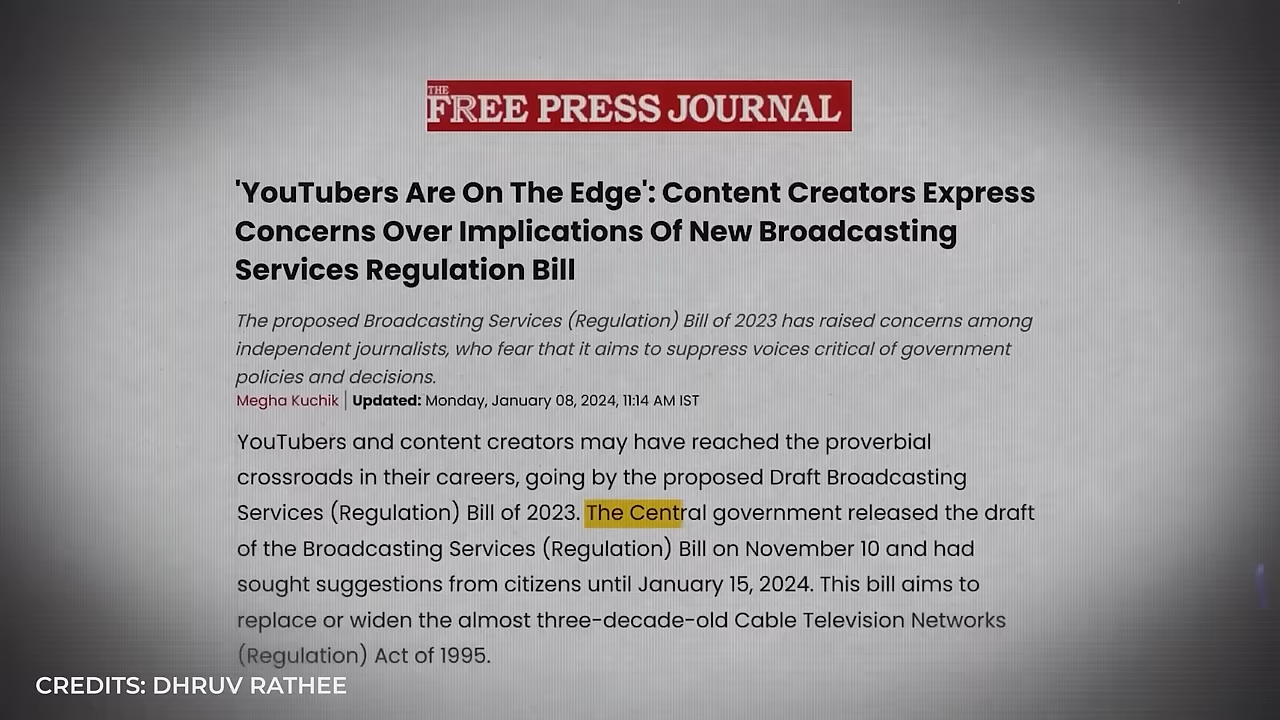 THE
FREE PRESS JOURNAL
'YouTubers Are On The Edge': Content Creators Express
Concerns Over Implications Of New Broadcasting
Services Regulation Bill
The proposed Broadcasting Services (Regulation) Bill of 2023 has raised concerns among
independent journalists, who fear that it aims to suppress voices critical of government
policies and decisions.
Megha Kuchik | Updated: Monday, January 08, 2024, 11:14 AM IST
YouTubers and content creators may have reached the proverbial
crossroads in their careers, going by the proposed Draft Broadcasting
Services (Regulation) Bill of 2023. The Central government released the draft
of the Broadcasting Services (Regulation) Bill on November 10 and had
sought suggestions from citizens until January 15, 2024. This bill aims to
replace or widen the almost three-decade-old Cable Television Networks
(Regulation) Act of 1995.
CREDITS: DHRUV RATHEE